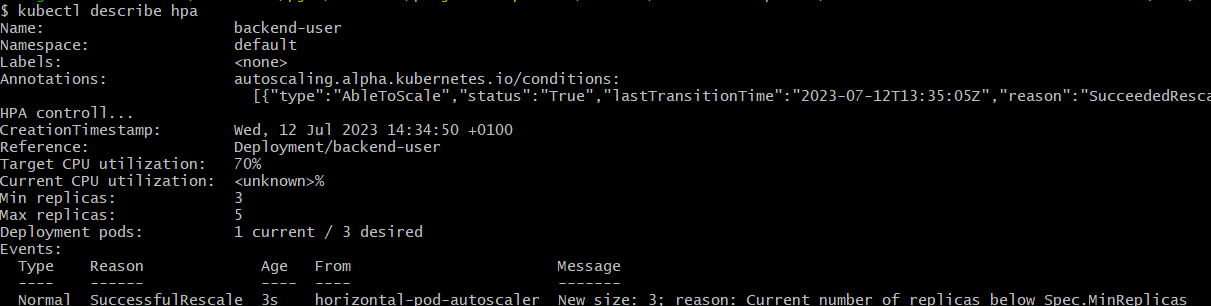 $ kubectl describe hpa
Name: backend-user
Namespace: default
Labels: <none>
Annotations: autoscaling.alpha.kubernetes.io/conditions:
[{"type":"AbleToScale","status":"True","lastTransitionTime":"2023-07-12T13:35:05Z","reason":"SucceededResca
HPA controll...
CreationTimestamp: Wed, 12 Jul 2023 14:34:50 +0100
Reference: Deployment/backend-user
Target CPU utilization: 70%
Current CPU utilization: <unknown>%
Min replicas: 3
Max replicas: 5
Deployment pods: 1 current / 3 desired
Events:
Type Reason Age From Message
---- ------ ---- ---- -------
Normal SuccessfulRescale 3s horizontal-pod-autoscaler New size: 3; reason: Current number of replicas below Spec.MinReplicas